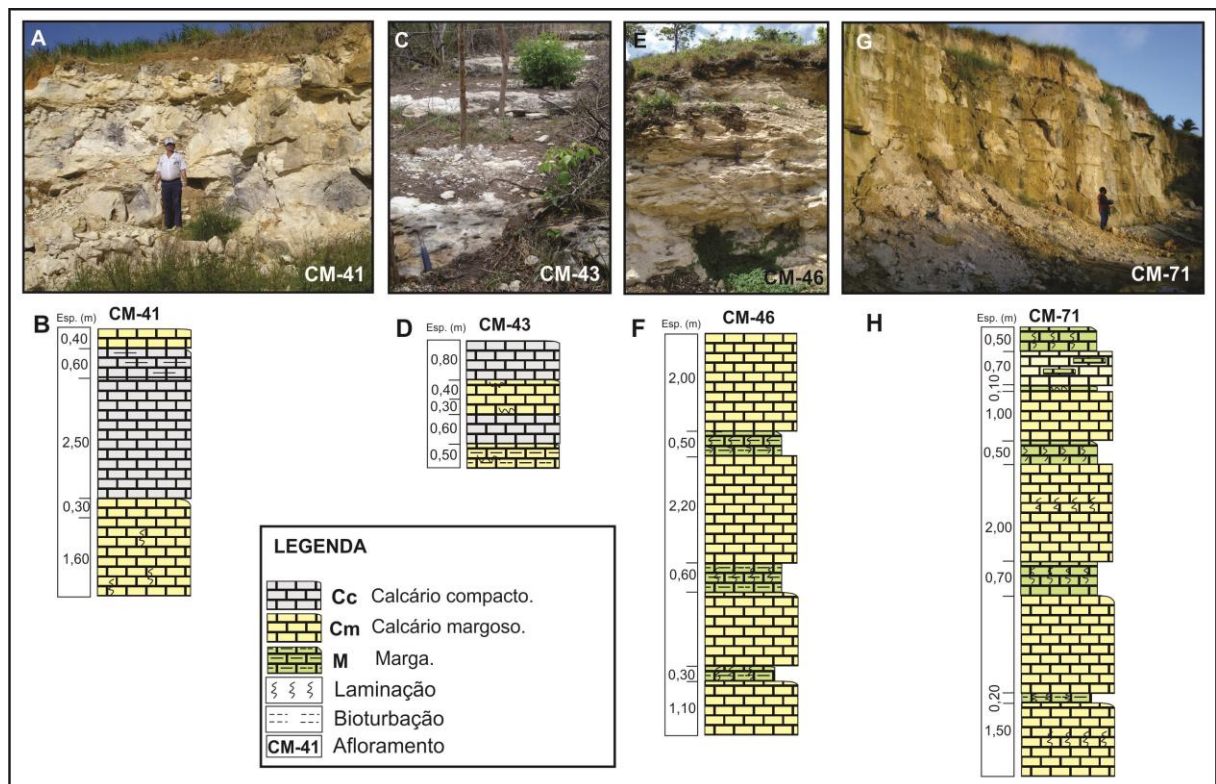 A
CM-41
C
CM-43
E
CM-46
G
CM-71
B
CM-41
Esp. (m)
0,40
0,60
2,50
0,30
1,60
D
CM-43
Esp. (m)
0,80
0,40
0,30
0,60
0,50
F
CM-46
Esp. (m)
2,00
0,50
2,20
0,60
0,30
1,10
H
CM-71
Esp. (m)
0,50
0,70
0,10
1,00
0,50
2,00
0,70
0,20
1,50
LEGENDA
Cc Calcário compacto.
Cm Calcário margoso.
M Marga.
Laminação
Bioturbação
CM-41 Afloramento